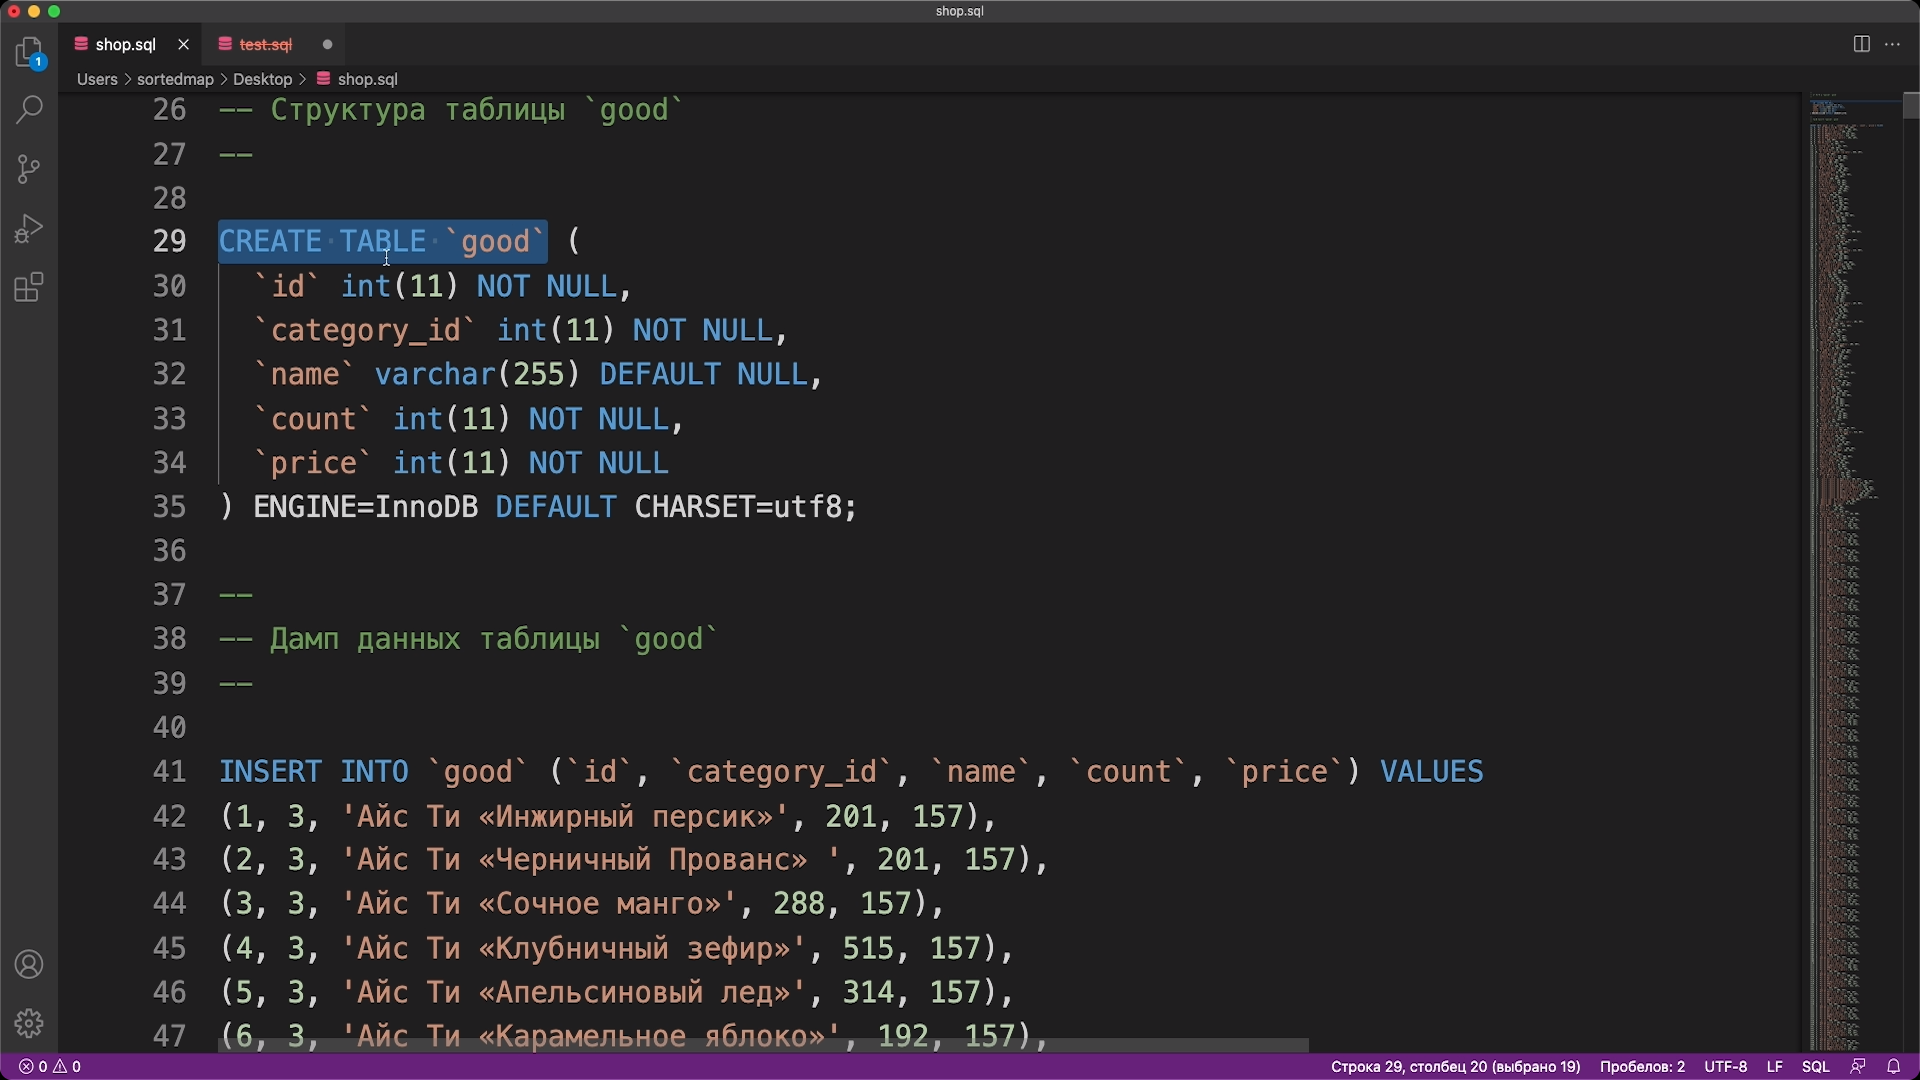 shop.sql
shop.sql test.sql
1
Users > sortedmap > Desktop > shop.sql
26 -- Структура таблицы `good`
27 --
28
29 CREATE TABLE `good` (
30 `id` int(11) NOT NULL,
31 `category_id` int(11) NOT NULL,
32 `name` varchar(255) DEFAULT NULL,
33 `count` int(11) NOT NULL,
34 `price` int(11) NOT NULL
35 ) ENGINE=InnoDB DEFAULT CHARSET=utf8;
36
37 --
38 -- Дамп данных таблицы `good`
39 --
40
41 INSERT INTO `good` (`id`, `category_id`, `name`, `count`, `price`) VALUES
42 (1, 3, 'Айс Ти «Инжирный персик»', 201, 157),
43 (2, 3, 'Айс Ти «Черничный Прованс» ', 201, 157),
44 (3, 3, 'Айс Ти «Сочное манго»', 288, 157),
45 (4, 3, 'Айс Ти «Клубничный зефир»', 515, 157),
46 (5, 3, 'Айс Ти «Апельсиновый лед»', 314, 157),
47 (6, 3, 'Айс Ти «Карамельное яблоко»', 192, 157),
0 0 Строка 29, столбец 20 (выбрано 19) Пробелов: 2 UTF-8 LF SQL